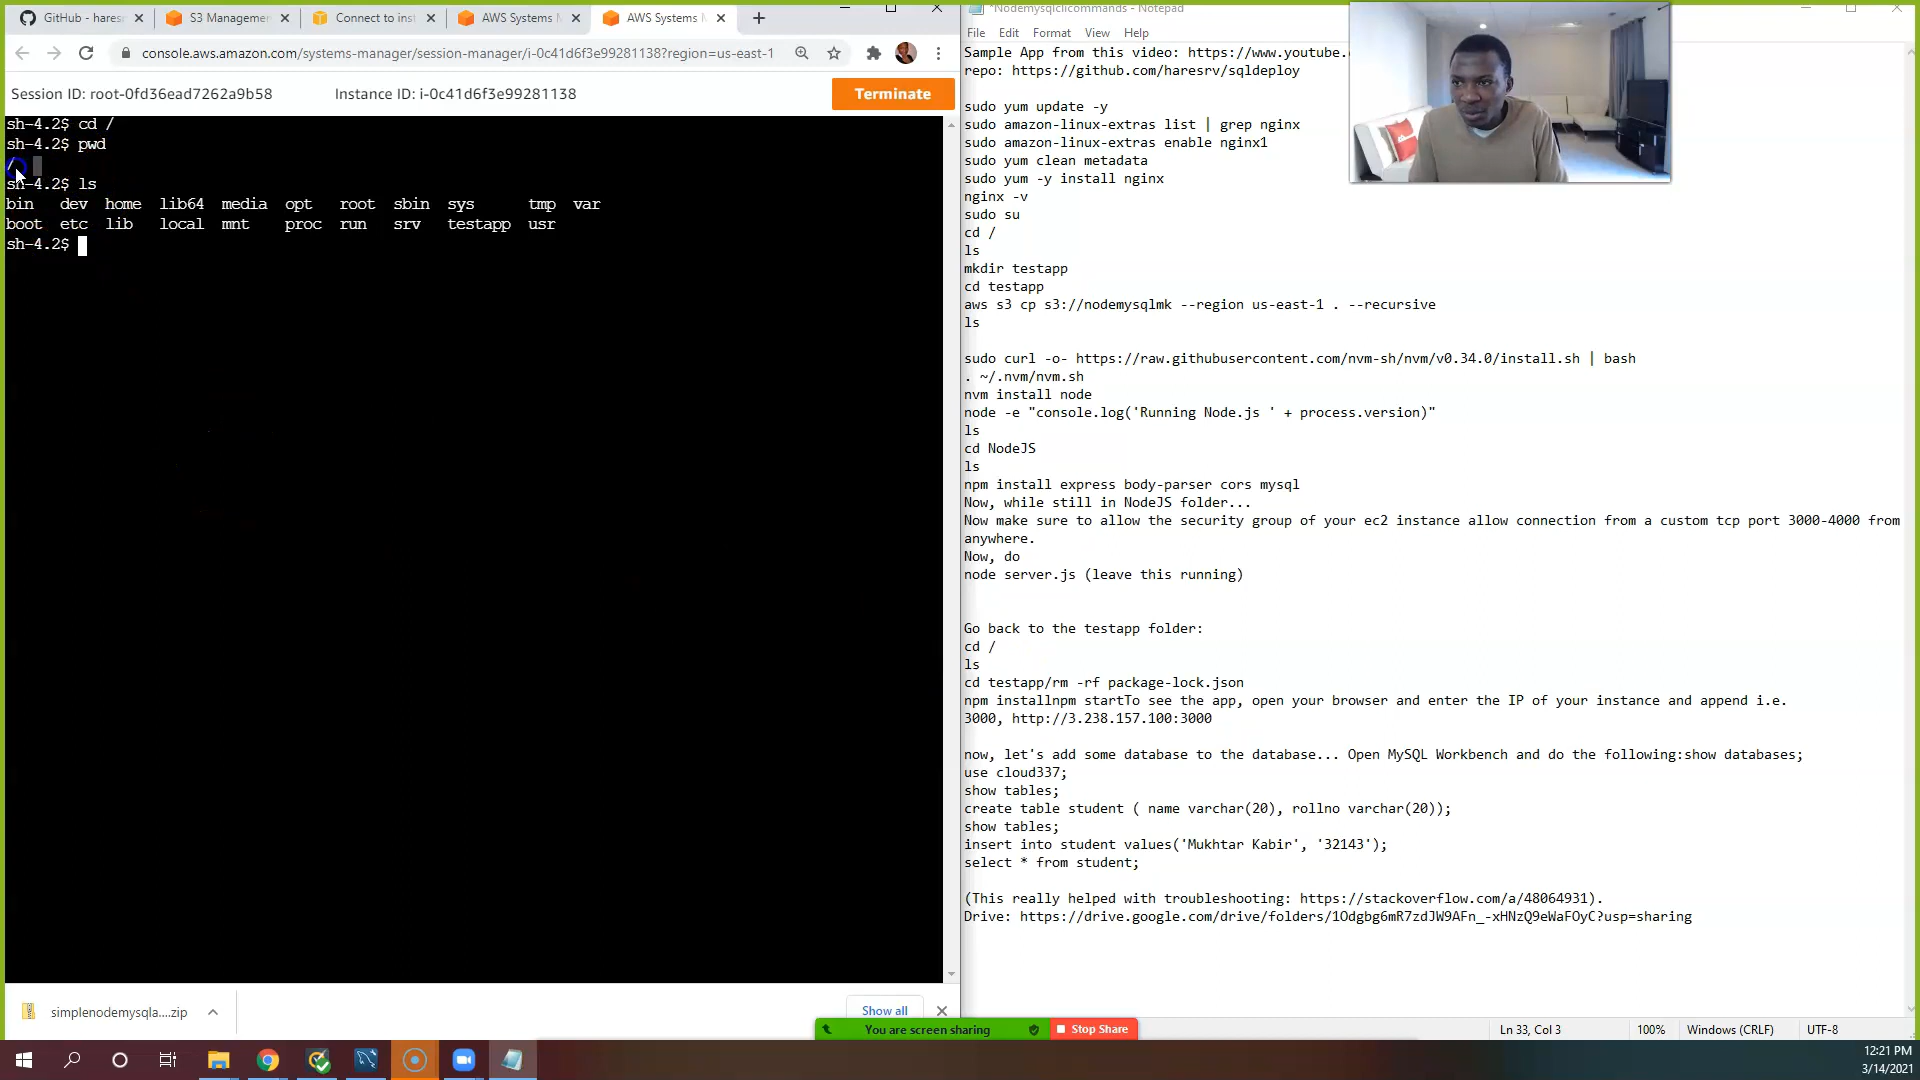 GitHub - hares
S3 Manageme
Connect to inst
AWS Systems M
AWS Systems M
console.aws.amazon.com/systems-manager/session-manager/i-0c41d6f3e99281138?region=us-east-1
Session ID: root-0fd36ead7262a9b58
Instance ID: i-0c41d6f3e99281138
Terminate
sh-4.2$ cd /
sh-4.2$ pwd
/
sh-4.2$ ls
bin dev home lib64 media opt root sbin sys tmp var
boot etc lib local mnt proc run srv testapp usr
sh-4.2$
simplenodemysqla....zip
Show all
*Nodemysqlclicommands - Notepad
File Edit Format View Help
Sample App from this video: https://www.youtube.
repo: https://github.com/haresrv/sqldeploy
sudo yum update -y
sudo amazon-linux-extras list | grep nginx
sudo amazon-linux-extras enable nginx1
sudo yum clean metadata
sudo yum -y install nginx
nginx -v
sudo su
cd /
ls
mkdir testapp
cd testapp
aws s3 cp s3://nodemysqlmk --region us-east-1 . --recursive
ls
sudo curl -o- https://raw.githubusercontent.com/nvm-sh/nvm/v0.34.0/install.sh | bash
. ~/.nvm/nvm.sh
nvm install node
node -e "console.log('Running Node.js ' + process.version)"
ls
cd NodeJS
ls
npm install express body-parser cors mysql
Now, while still in NodeJS folder...
Now make sure to allow the security group of your ec2 instance allow connection from a custom tcp port 3000-4000 from
anywhere.
Now, do
node server.js (leave this running)
Go back to the testapp folder:
cd /
ls
cd testapp/rm -rf package-lock.json
npm installnpm startTo see the app, open your browser and enter the IP of your instance and append i.e.
3000, http://3.238.157.100:3000
now, let's add some database to the database... Open MySQL Workbench and do the following:show databases;
use cloud337;
show tables;
create table student ( name varchar(20), rollno varchar(20));
show tables;
insert into student values('Mukhtar Kabir', '32143');
select * from student;
(This really helped with troubleshooting: https://stackoverflow.com/a/48064931).
Drive: https://drive.google.com/drive/folders/1Odgbg6mR7zdJW9AFn_-xHNzQ9eWaFOyC?usp=sharing
You are screen sharing
Stop Share
Ln 33, Col 3
100%
Windows (CRLF)
UTF-8
12:21 PM
3/14/2021